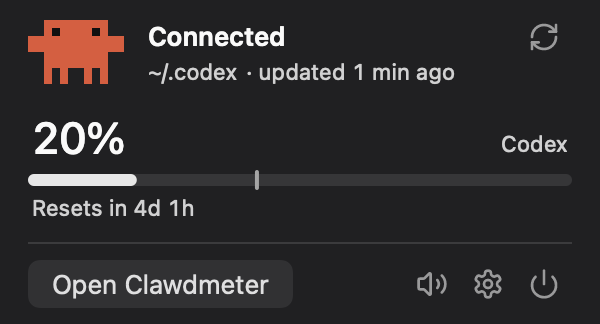 Connected
~/.codex · updated 1 min ago
20%
Codex
Resets in 4d 1h
Open Clawdmeter